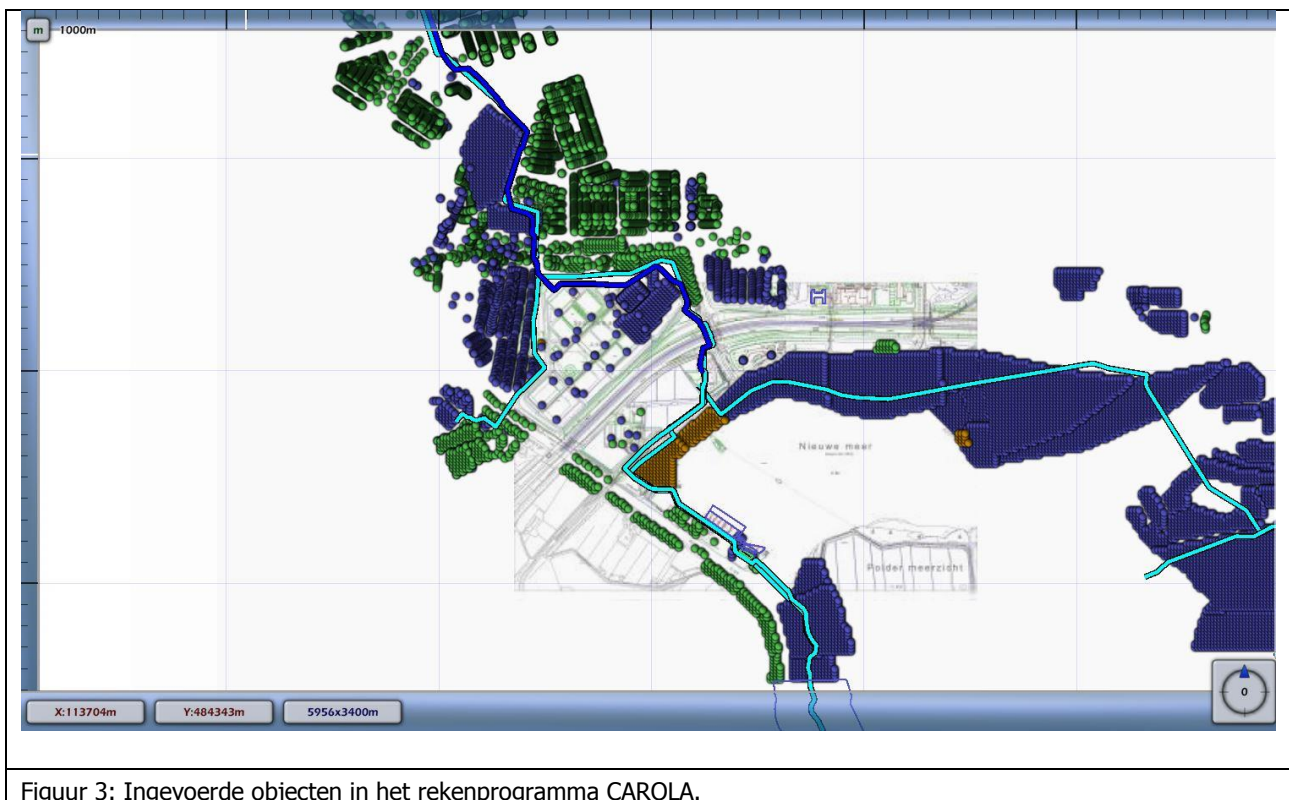 m
1000m
Nieuwe meer
Polder meerzicht
0
X:113704m
Y:484343m
5956x3400m
Figuur 3: Ingevoerde objecten in het rekenprogramma CAROLA.